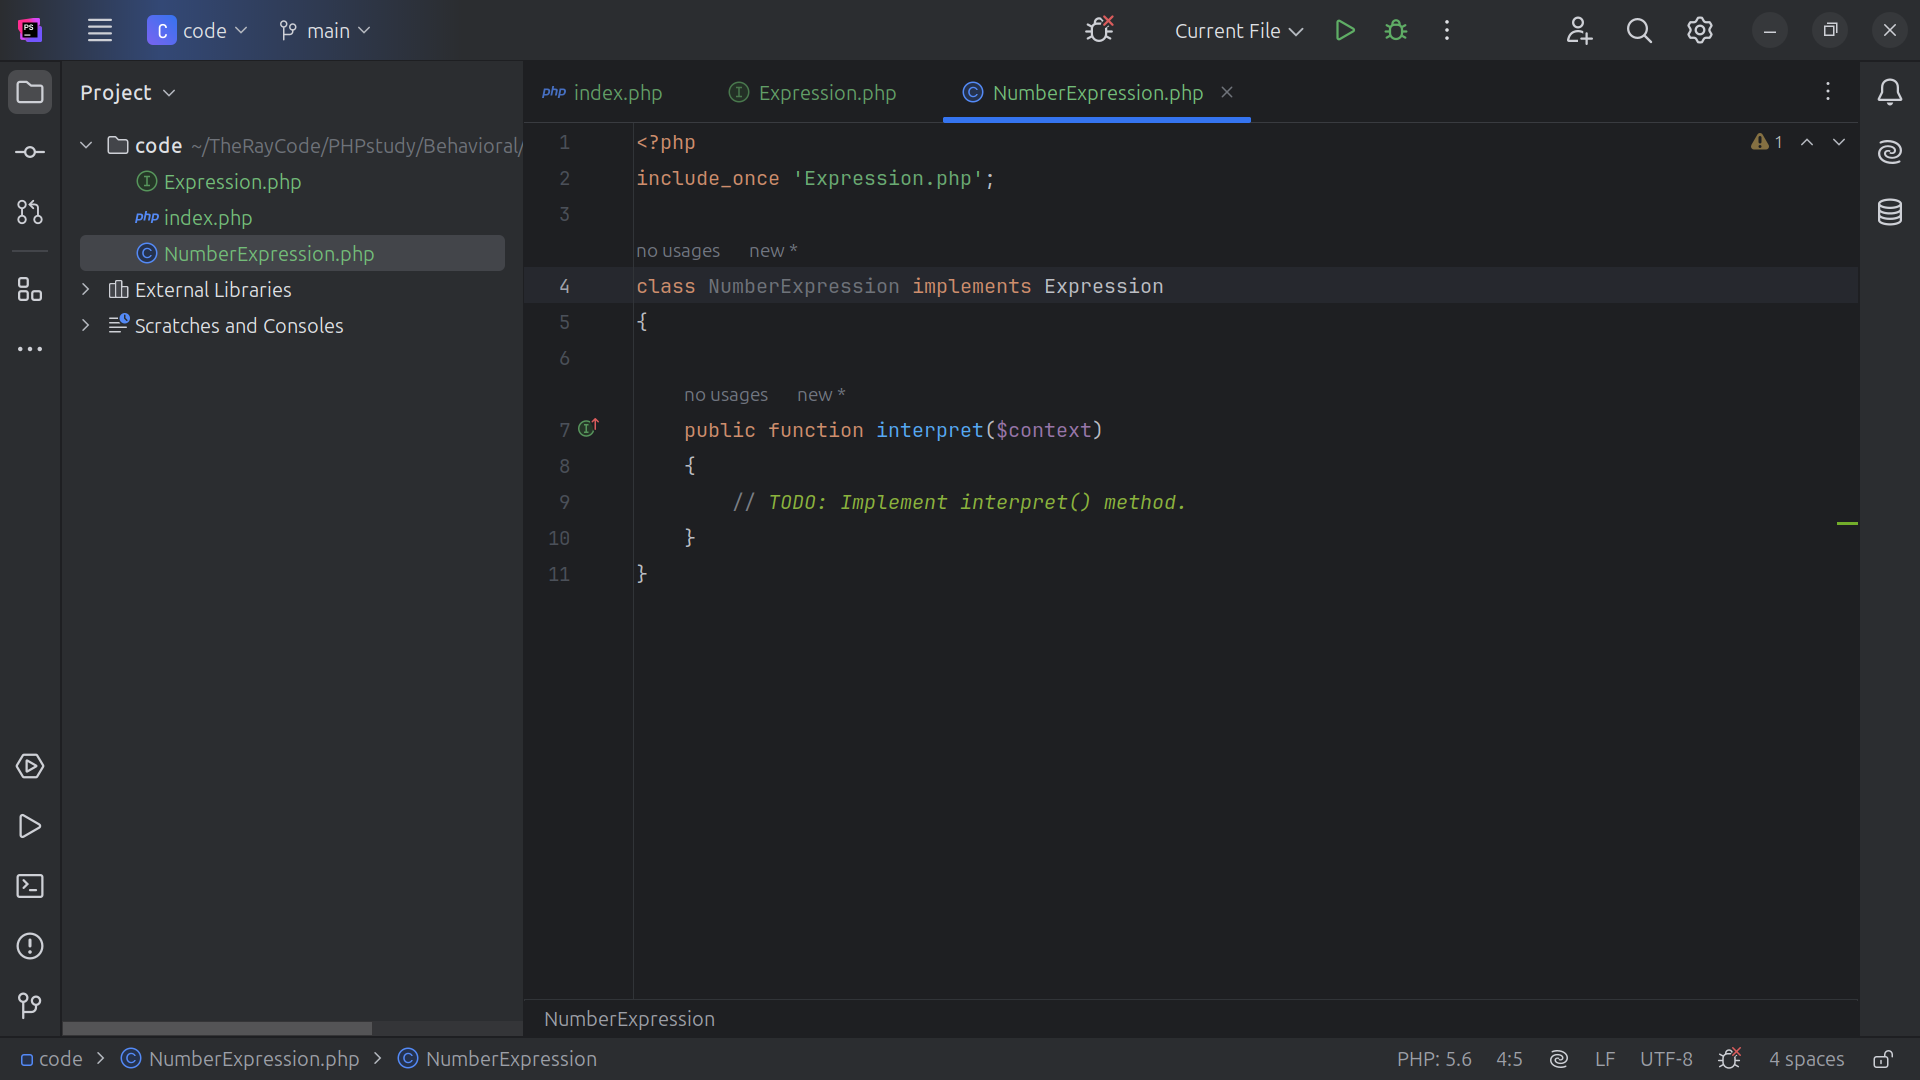 PS
C code main Current File
Project
code ~/TheRayCode/PHPstudy/Behavioral/
Expression.php
php index.php
NumberExpression.php
External Libraries
Scratches and Consoles
php index.php
Expression.php
NumberExpression.php
1 <?php
2 include_once 'Expression.php';
3
no usages new *
4 class NumberExpression implements Expression
5 {
6
no usages new *
7 public function interpret($context)
8 {
9 // TODO: Implement interpret() method.
10 }
11 }
1
NumberExpression
code > NumberExpression.php > NumberExpression
PHP: 5.6 4:5 LF UTF-8 4 spaces